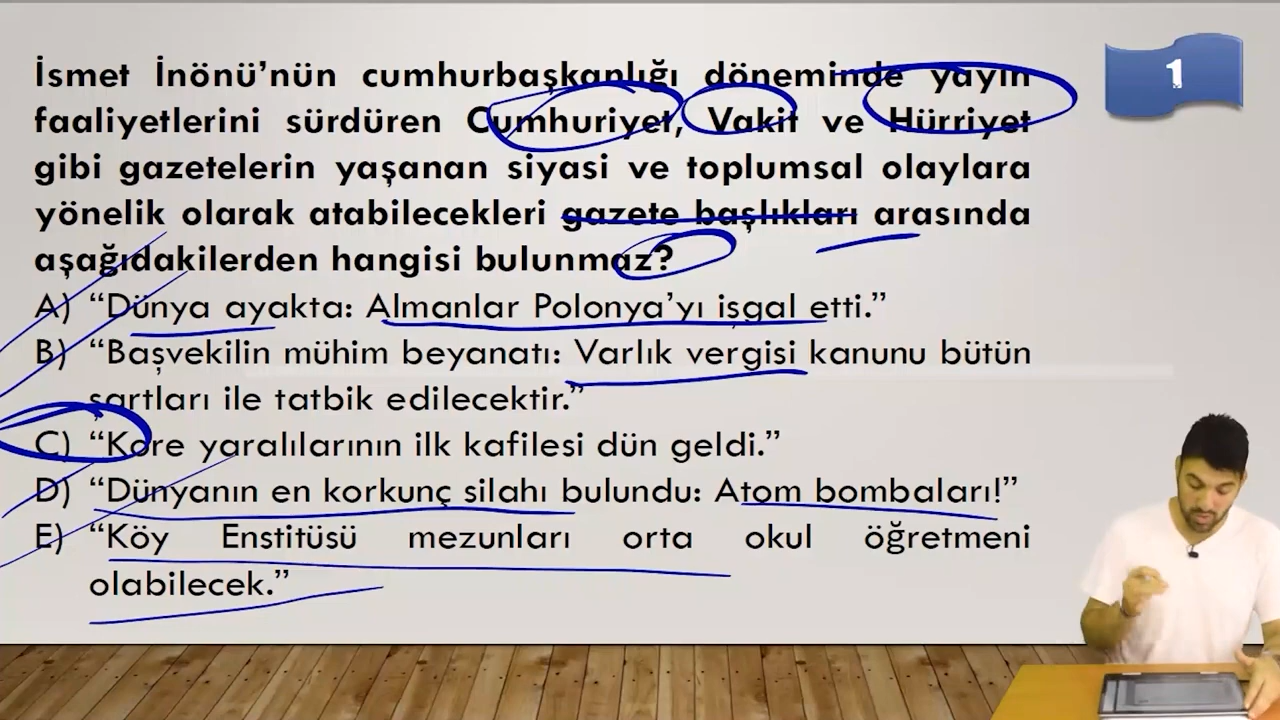 1
İsmet İnönü’nün cumhurbaşkanlığı döneminde yayın
faaliyetlerini sürdüren Cumhuriyet, Vakit ve Hürriyet
gibi gazetelerin yaşanan siyasi ve toplumsal olaylara
yönelik olarak atabilecekleri gazete başlıkları arasında
aşağıdakilerden hangisi bulunmaz?
A) “Dünya ayakta: Almanlar Polonya’yı işgal etti.”
B) “Başvekilin mühim beyanatı: Varlık vergisi kanunu bütün
şartları ile tatbik edilecektir.”
C) “Kore yaralılarının ilk kafilesi dün geldi.”
D) “Dünyanın en korkunç silahı bulundu: Atom bombaları!”
E) “Köy Enstitüsü mezunları orta okul öğretmeni
olabilecek.”